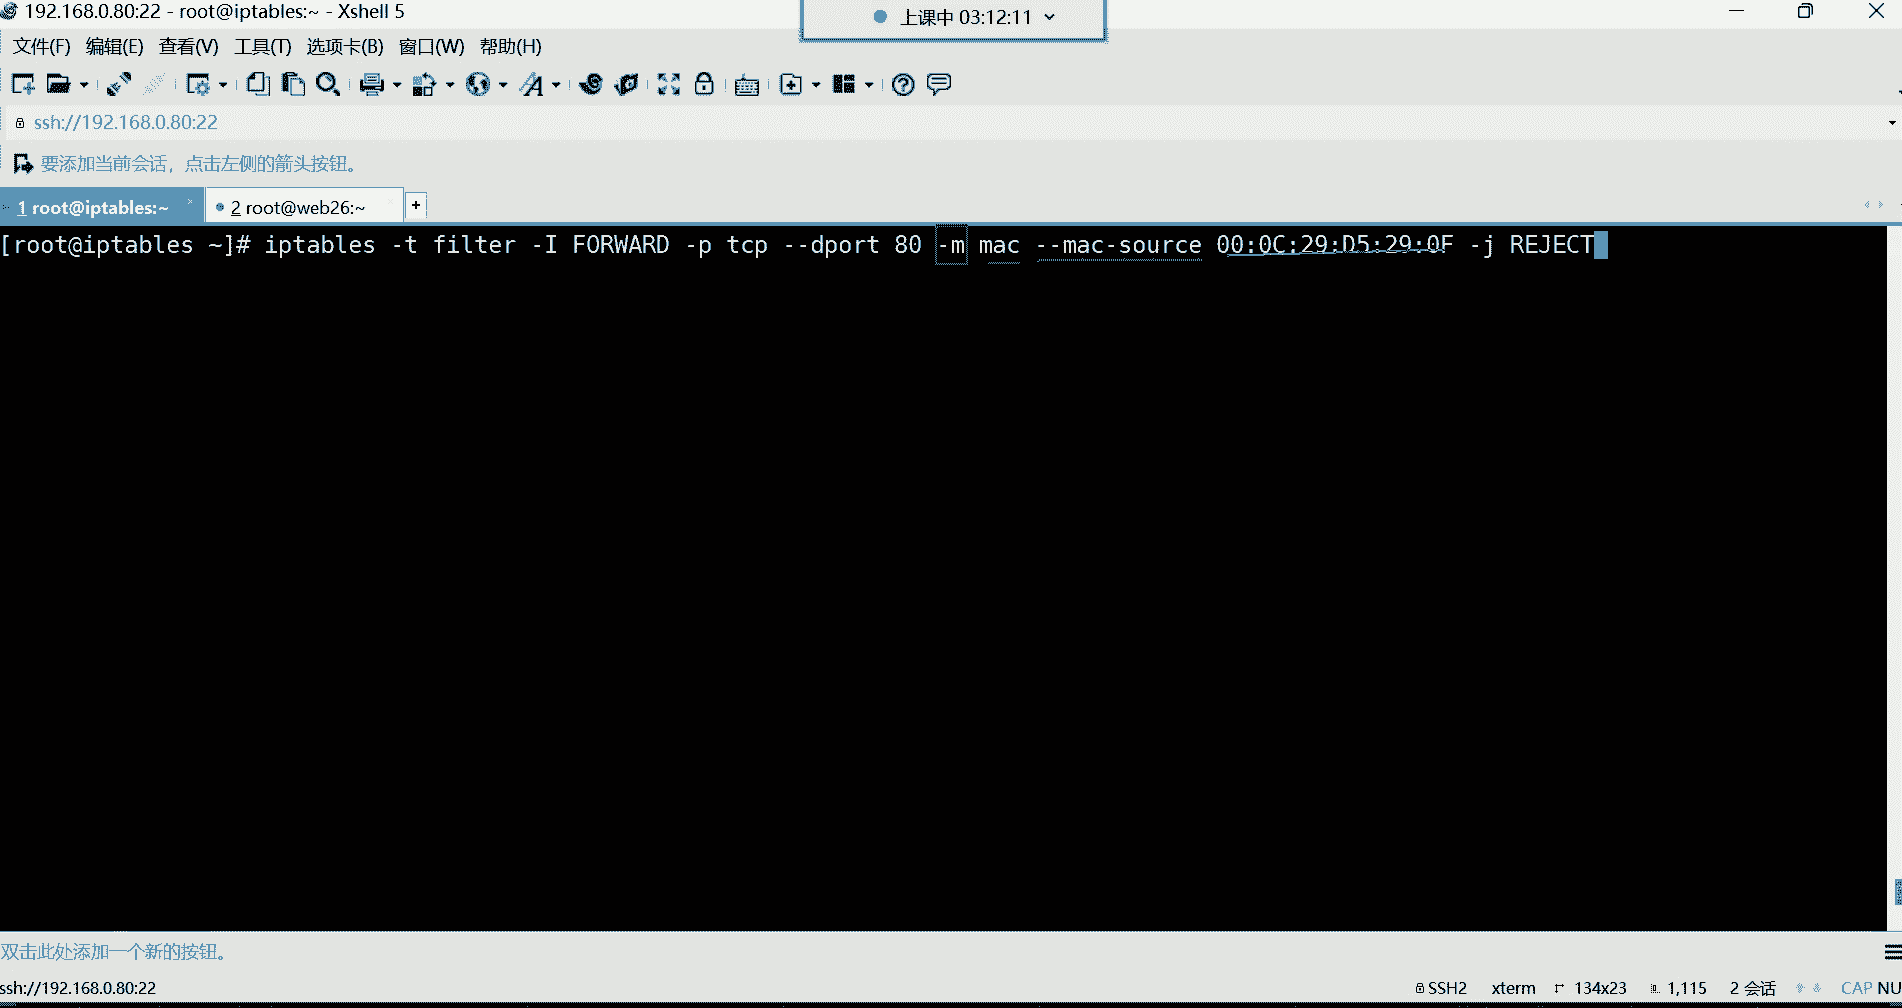 192.168.0.80:22 - root@iptables:~ - Xshell 5
上课中 03:12:11
文件(F) 编辑(E) 查看(V) 工具(T) 选项卡(B) 窗口(W) 帮助(H)
ssh://192.168.0.80:22
要添加当前会话，点击左侧的箭头按钮。
1 root@iptables:~ 2 root@web26:~ +
[root@iptables ~]# iptables -t filter -I FORWARD -p tcp --dport 80 -m mac --mac-source 00:0C:29:D5:29:0F -j REJECT
双击此处添加一个新的按钮。
ssh://192.168.0.80:22 SSH2 xterm 134x23 1,115 2 会话 CAP NU